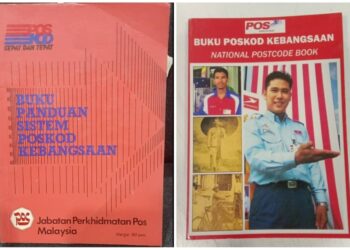 POS
POS
CEPAT DAN TEPAT
BUKU
PANDUAN
SISTEM
POSKOD
KEBANGSAAN
Jabatan Perkhidmatan Pos
Malaysia
POS
BUKU POSKOD KEBANGSAAN
NATIONAL POSTCODE BOOK